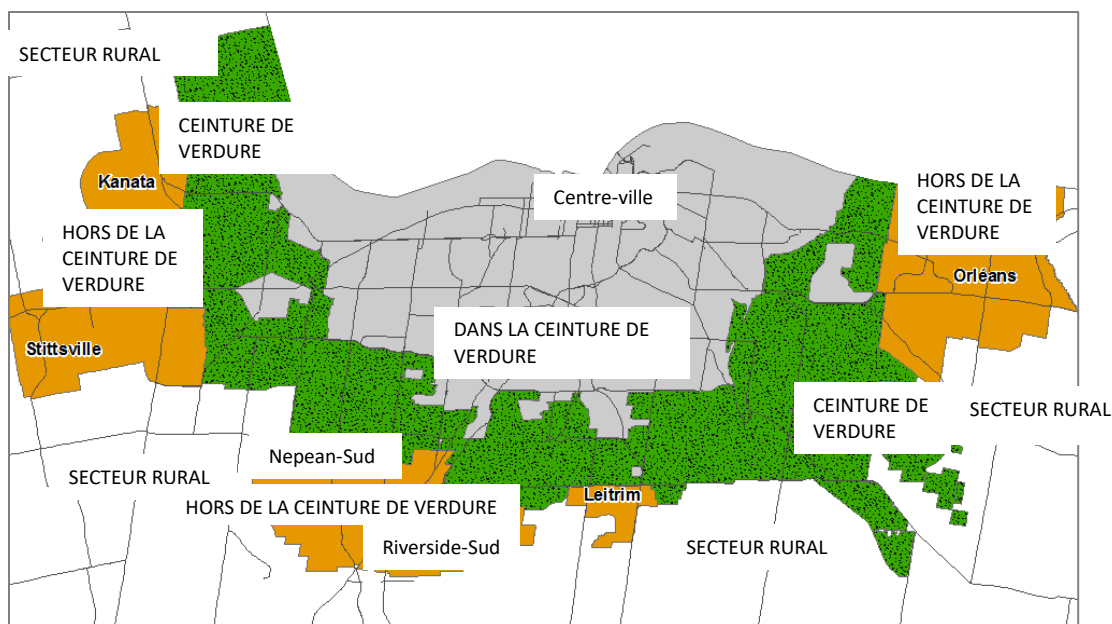 SECTEUR RURAL
CEINTURE DE
VERDURE
Kanata
HORS DE LA
CEINTURE DE
VERDURE
Centre-ville
HORS DE LA
CEINTURE DE
VERDURE
Orléans
Stittsville
DANS LA CEINTURE DE
VERDURE
CEINTURE DE
VERDURE
SECTEUR RURAL
Nepean-Sud
SECTEUR RURAL
HORS DE LA CEINTURE DE VERDURE
Leitrim
Riverside-Sud
SECTEUR RURAL